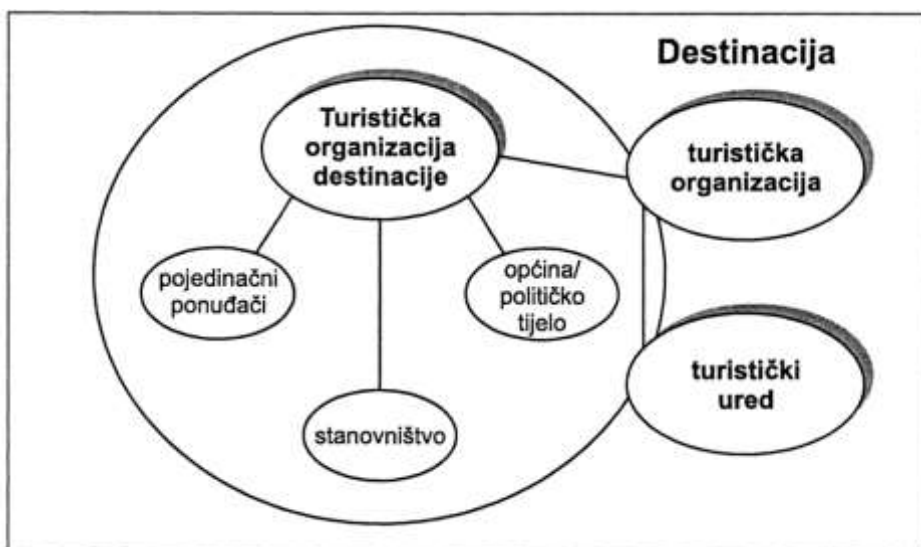 Destinacija
Turistička
organizacija
destinacije
turistička
organizacija
pojedinačni
ponuđači
općina/
političko
tijelo
turistički
ured
stanovništvo